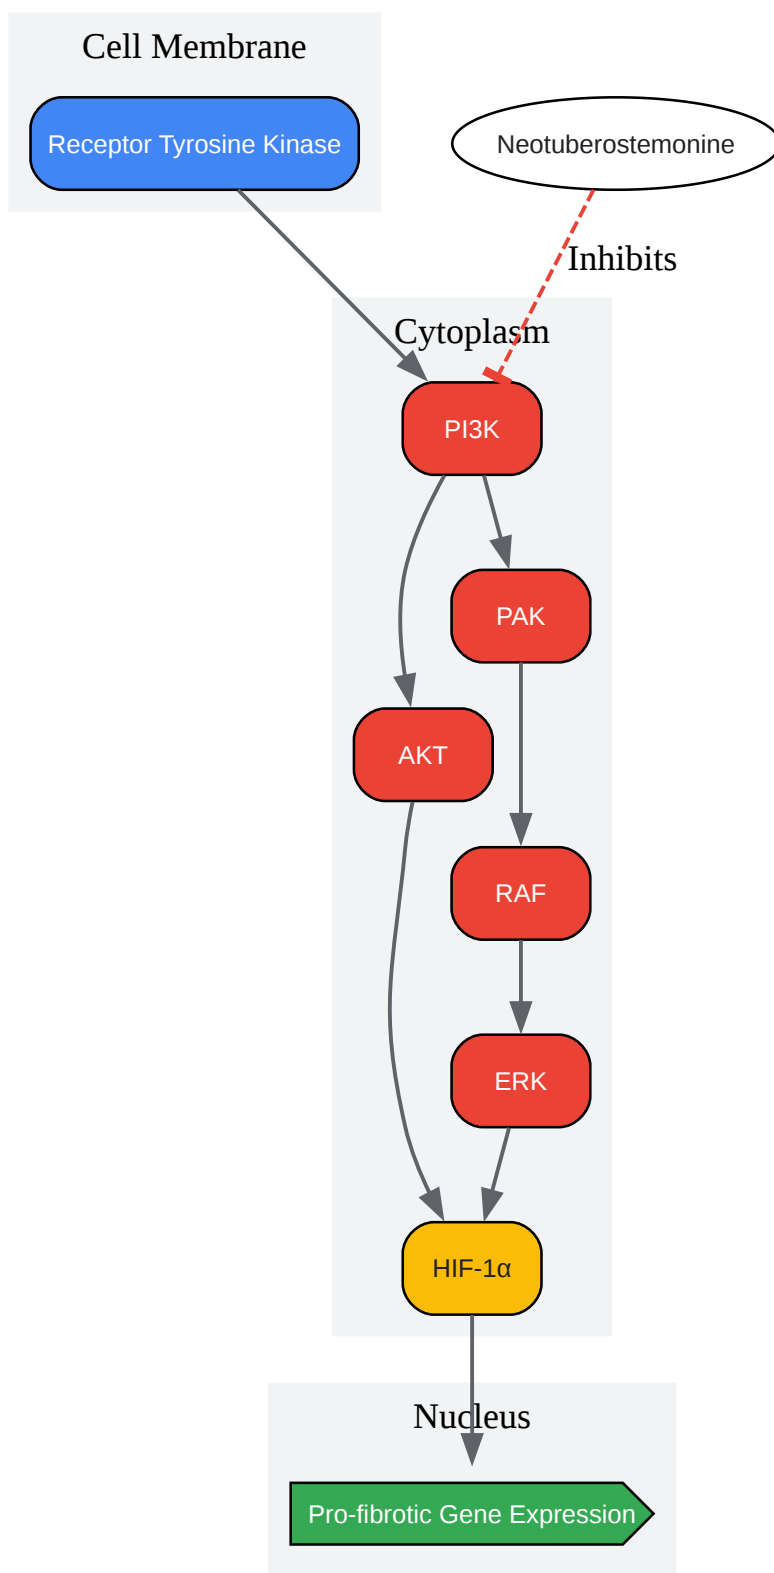 Cell Membrane
Receptor Tyrosine Kinase
Neotuberostemonine
Inhibits
Cytoplasm
PI3K
PAK
AKT
RAF
ERK
HIF-1α
Nucleus
Pro-fibrotic Gene Expression